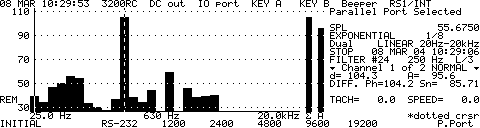 08 MAR 10:29:53 3200RC DC out IO port KEY A KEY B Beeper RS1/INT
110
Parallel Port Selected
SPL 55.6750
EXPONENTIAL 1/8
90
Dual LINEAR 20Hz-20kHz
STOP 08 MAR 04 10:29:06
70
FILTER #24 250 Hz L/3
Channel 1 of 2 NORMAL
d= 104.3 A= 95.6
50
DIFF. Ph=104.2 Sn= 85.71
REM
TACH= 0.0 SPEED= 0.0
30
25.0 Hz 630 Hz 20.0kHz C A
*dotted crsr
INITIAL RS-232 1200 2400 4800 9600 19200 P.Port